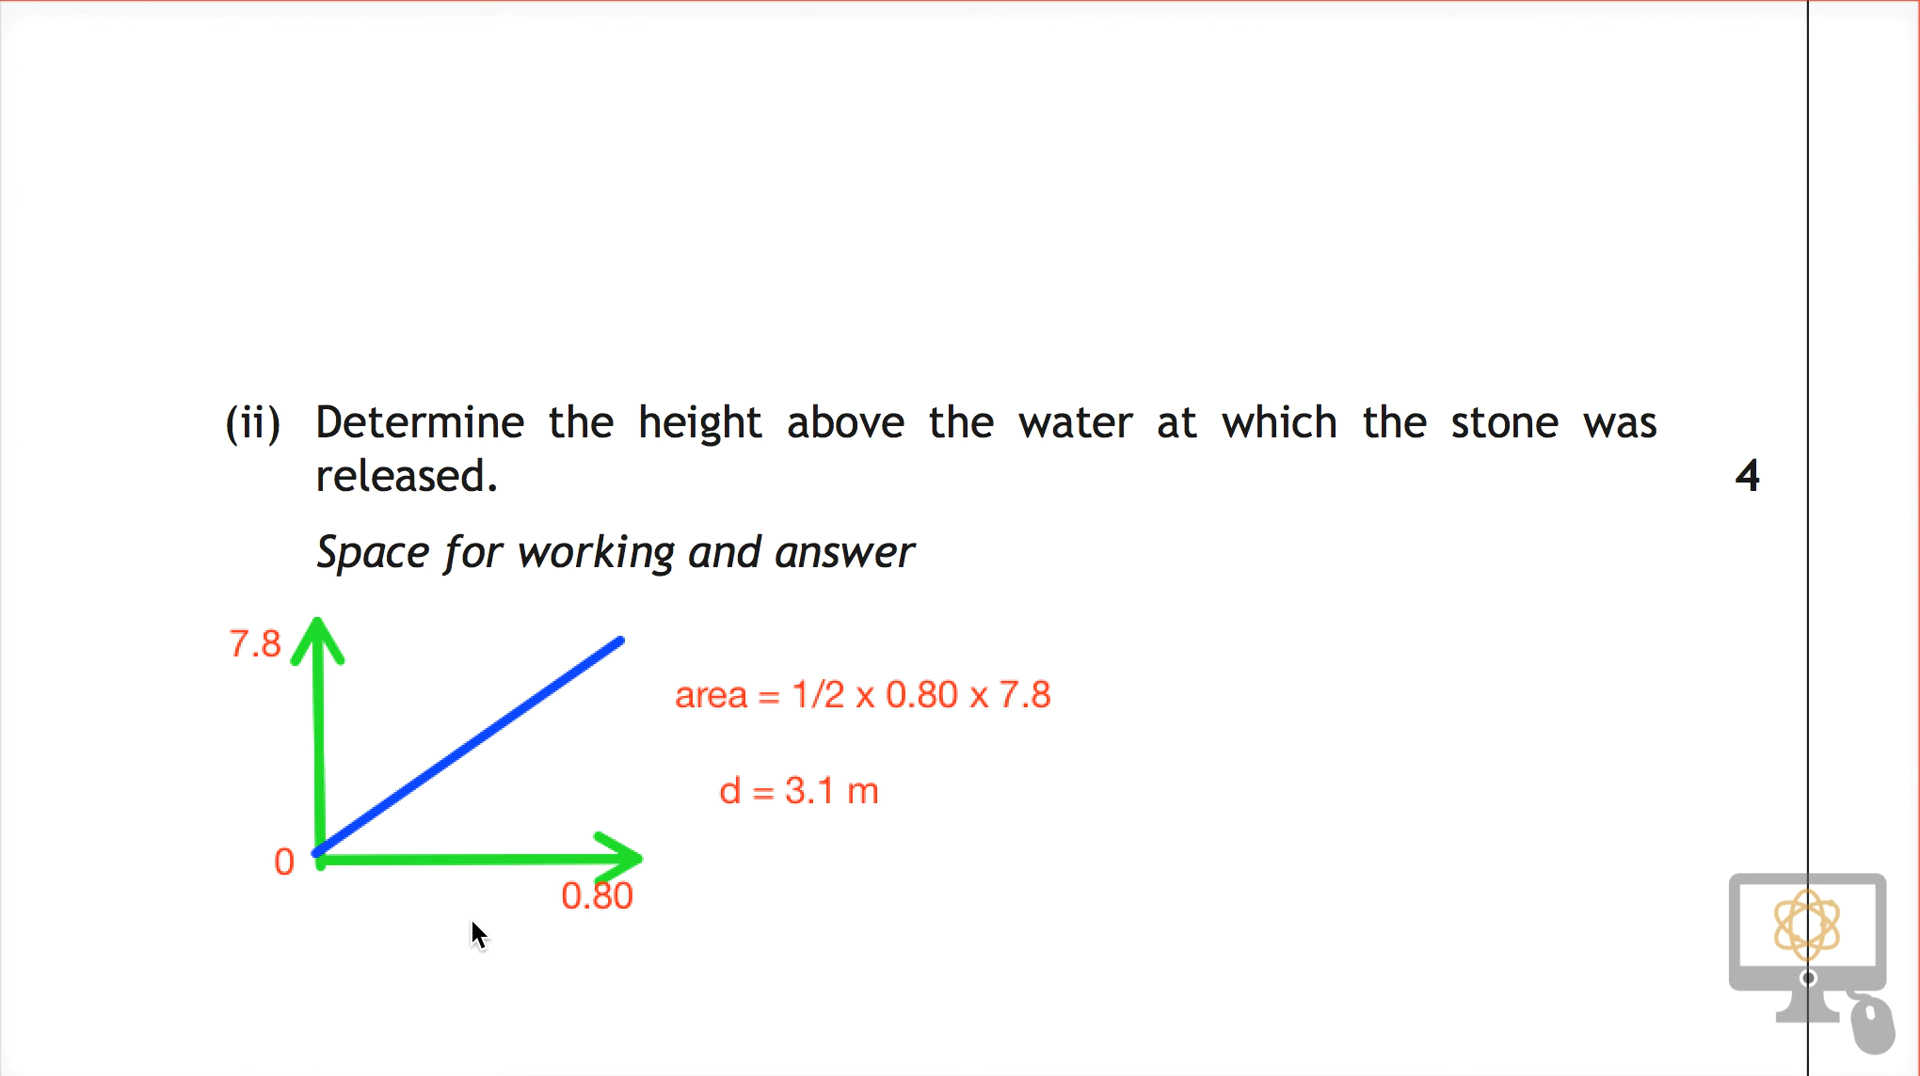 (ii) Determine the height above the water at which the stone was
released.
4
Space for working and answer
7.8
area = 1/2 x 0.80 x 7.8
d = 3.1 m
0
0.80